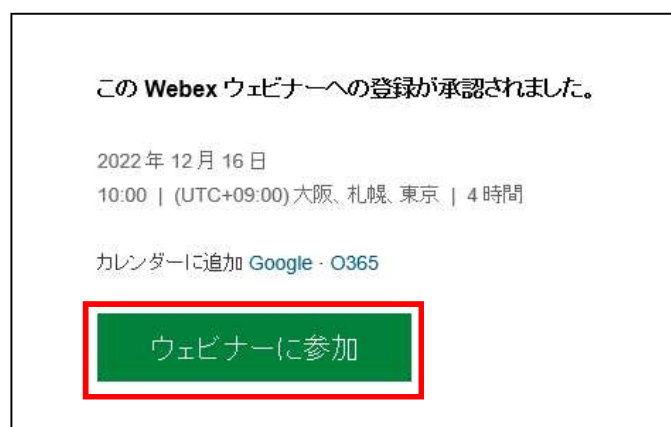 この Webex ウェビナーへの登録が承認されました。
2022 年 12 月 16 日
10:00 | (UTC+09:00) 大阪、札幌、東京 | 4 時間
カレンダーに追加 Google · O365
ウェビナーに参加